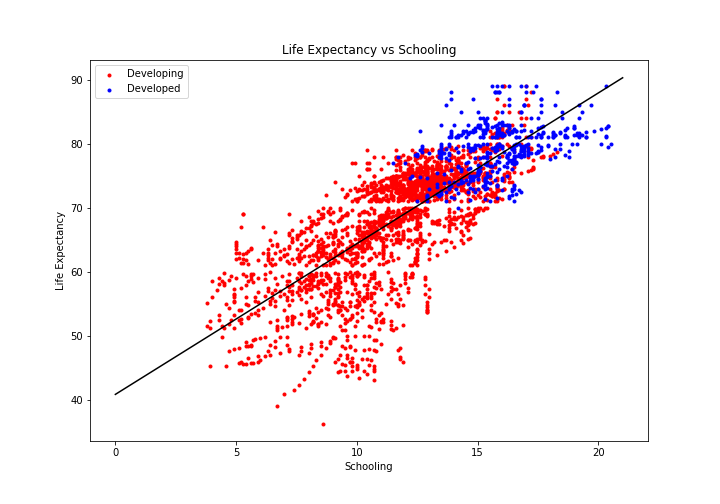 Life Expectancy vs Schooling
Developing
Developed
90
80
70
60
50
40
Life Expectancy
0 5 10 15 20
Schooling